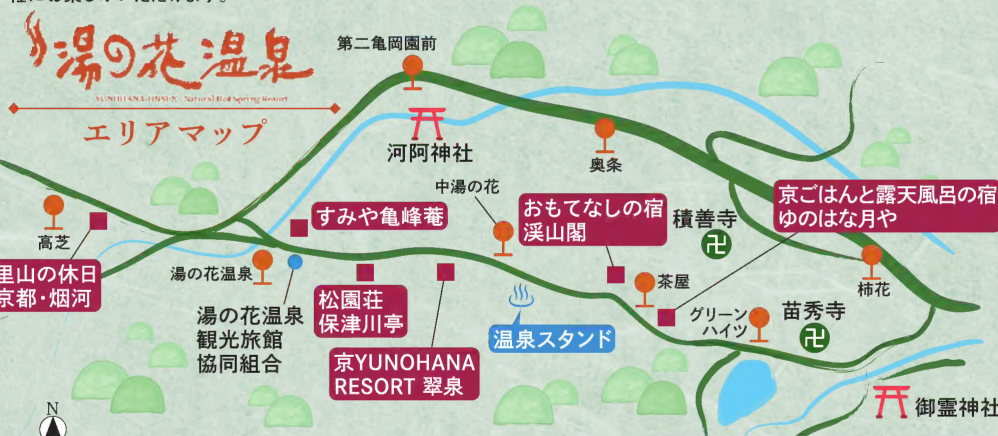 湯の花温泉
YUNOHANA ONSEN Natural Hot Spring Resort
エリアマップ
第二亀岡園前
河阿神社
奥条
中湯の花
高芝
里山の休日
京都・烟河
すみや亀峰菴
湯の花温泉
湯の花温泉
観光旅館
協同組合
松園荘
保津川亭
京YUNOHANA
RESORT 翠泉
温泉スタンド
おもてなしの宿
渓山閣
茶屋
積善寺
京ごはんと露天風呂の宿
ゆのはな月や
柿花
グリーン
ハイツ
苗秀寺
御霊神社
N